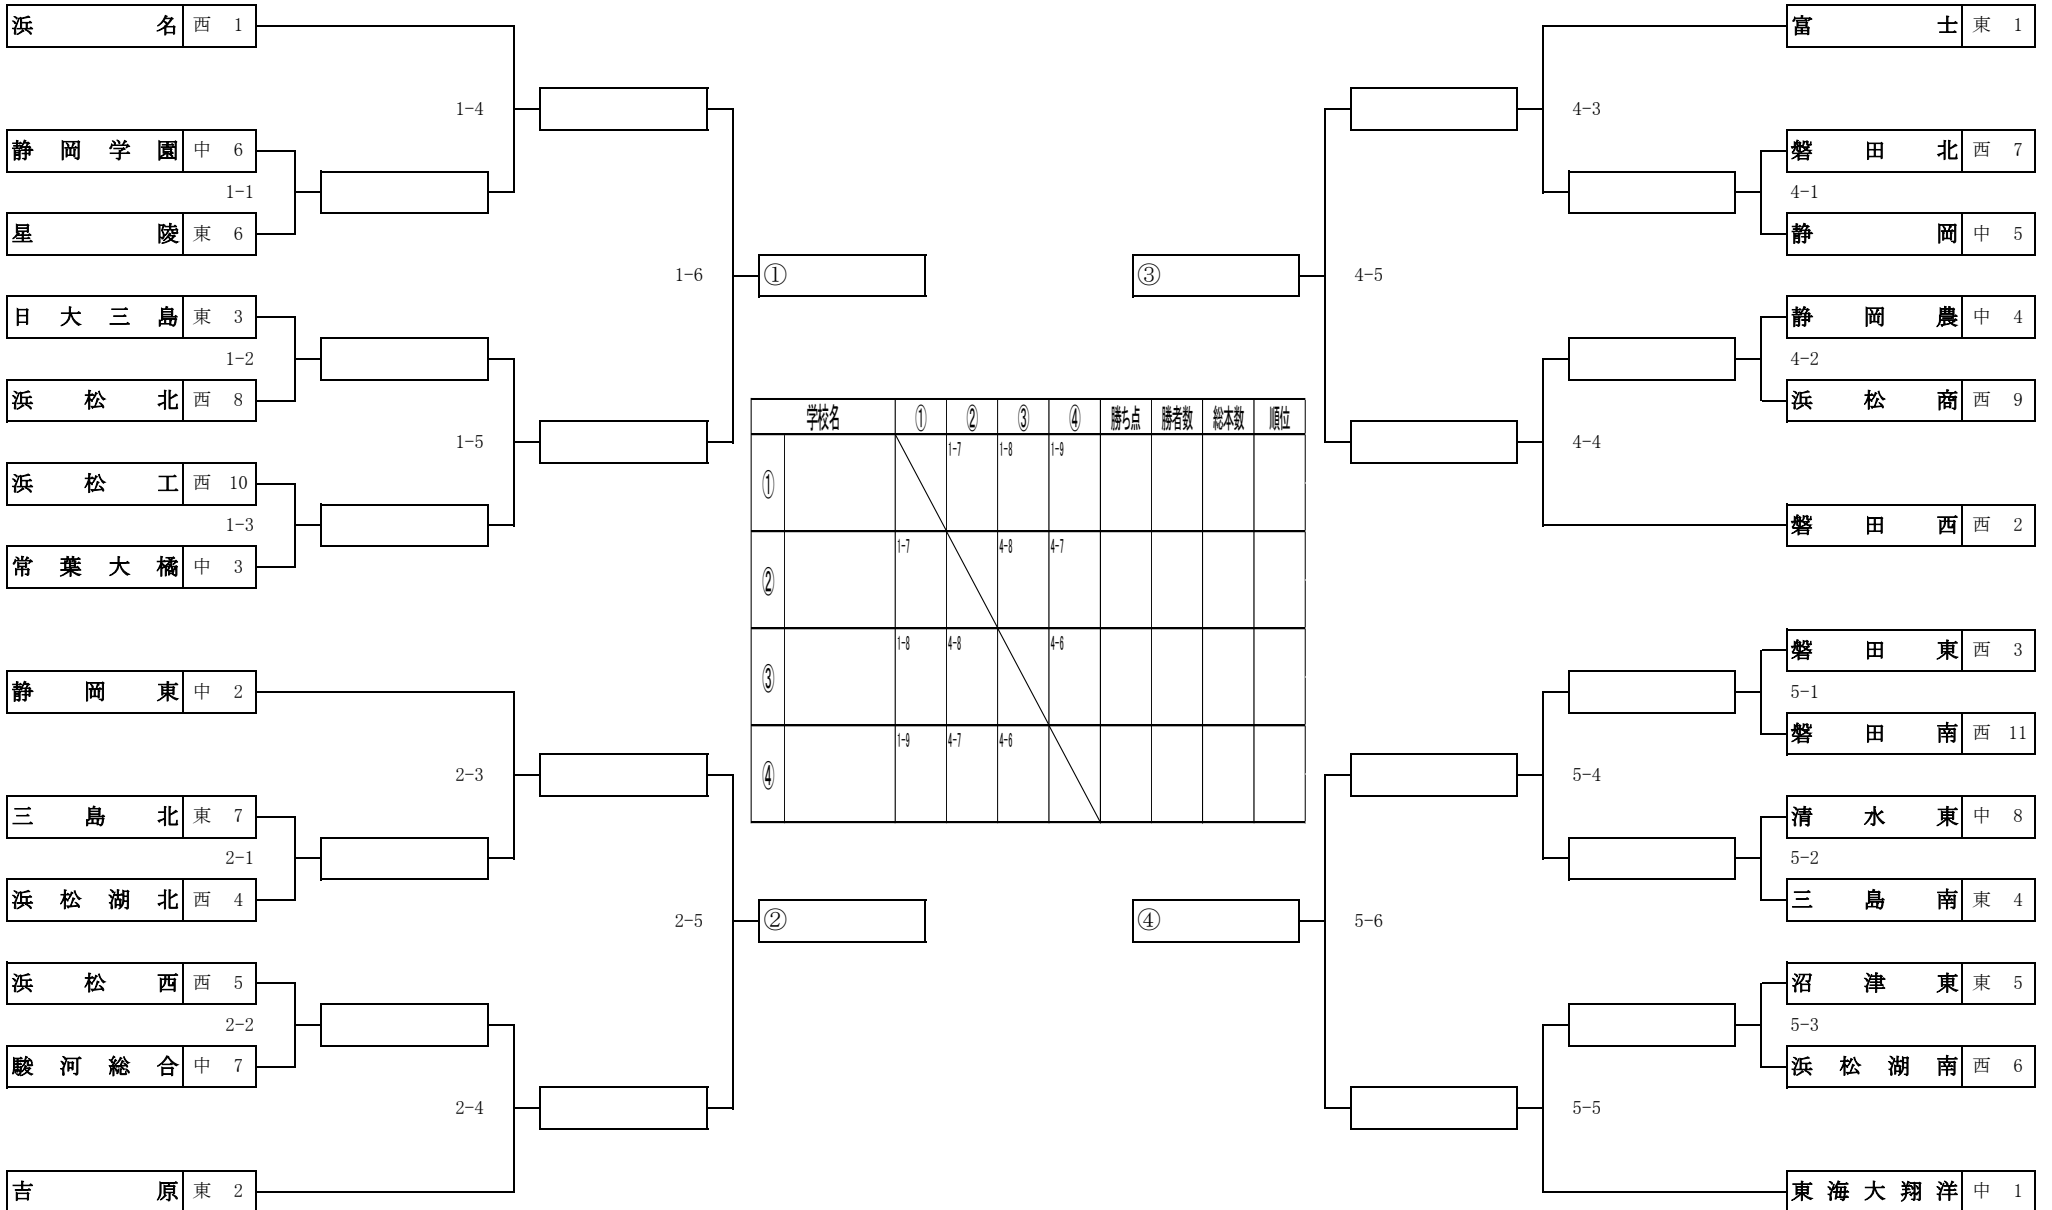 浜名 西 1
1-4
静岡学園 中 6
1-1
星陵 東 6
1-6
①
日大三島 東 3
1-2
浜松北 西 8
1-5
浜松工 西 10
1-3
常葉大橘 中 3
静岡東 中 2
2-3
三島北 東 7
2-1
浜松湖北 西 4
2-5
②
浜松西 西 5
2-2
駿河総合 中 7
2-4
吉原 東 2
学校名 ① ② ③ ④ 勝ち点 勝者数 総本数 順位
① 1-7 1-8 1-9
② 1-7 4-8 4-7
③ 1-8 4-8 4-6
④ 1-9 4-7 4-6
富士 東 1
4-3
磐田北 西 7
4-1
静岡 中 5
③
4-5
静岡農 中 4
4-2
浜松商 西 9
4-4
磐田西 西 2
磐田東 西 3
5-1
磐田南 西 11
5-4
清水東 中 8
5-2
三島南 東 4
④
5-6
沼津東 東 5
5-3
浜松湖南 西 6
5-5
東海大翔洋 中 1